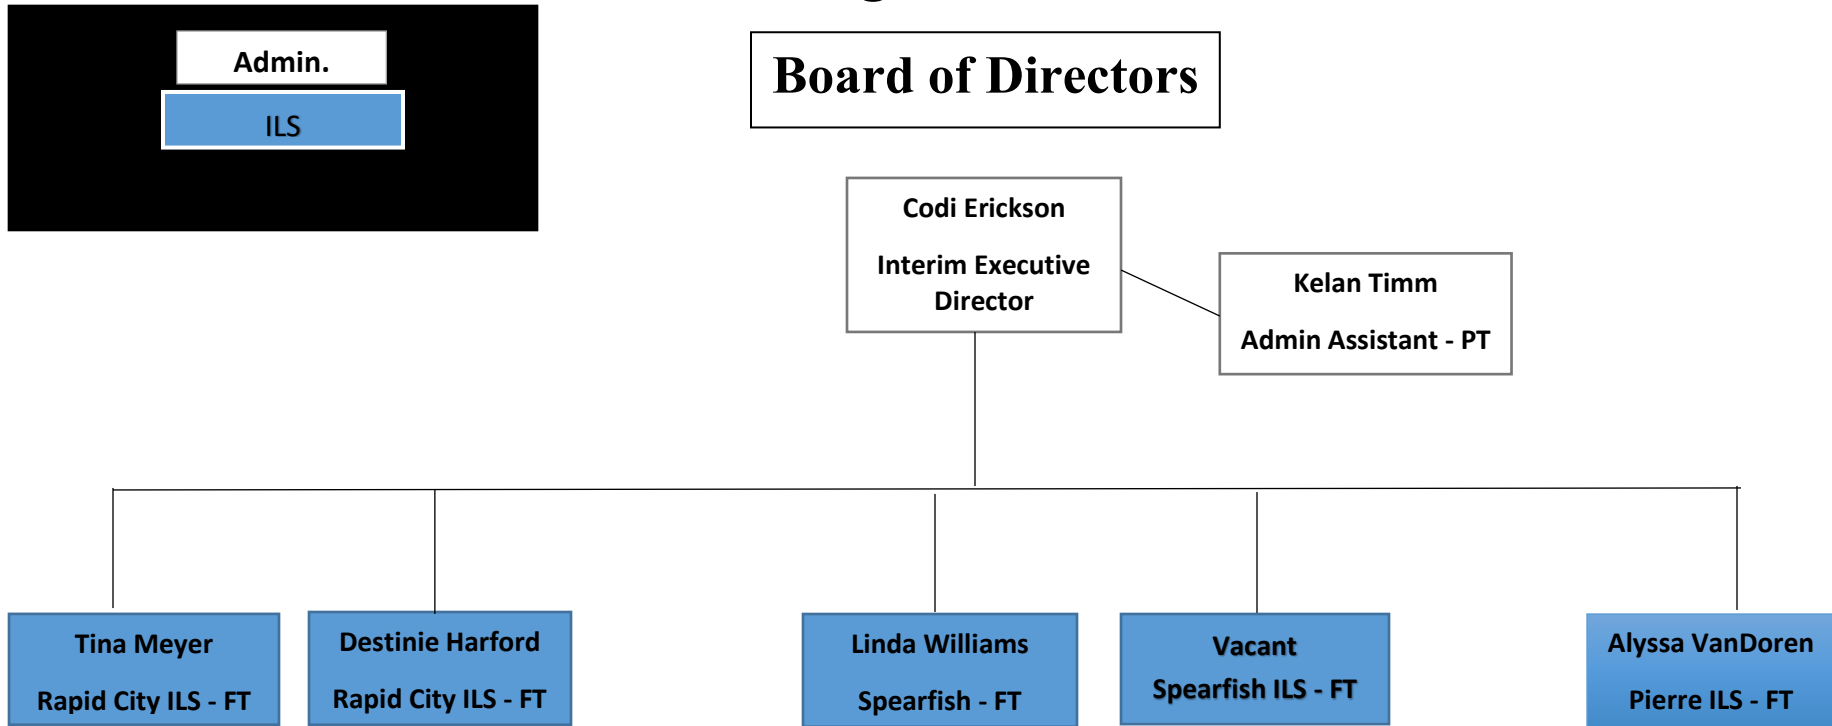 Admin.
ILS
Board of Directors
Codi Erickson
Interim Executive
Director
Kelan Timm
Admin Assistant - PT
Tina Meyer
Rapid City ILS - FT
Destinie Harford
Rapid City ILS - FT
Linda Williams
Spearfish - FT
Vacant
Spearfish ILS - FT
Alyssa VanDoren
Pierre ILS - FT